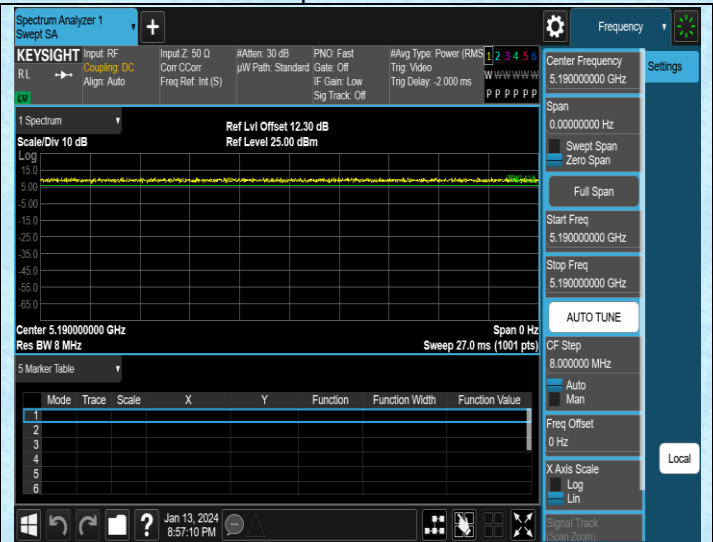 Spectrum Analyzer 1
Swept SA
Frequency
KEYSIGHT
RL
LXI
Input: RF
Coupling: DC
Align: Auto
Input Z: 50 Ω
Corr CCorr
Freq Ref: Int (S)
#Atten: 30 dB
µW Path: Standard
PNO: Fast
Gate: Off
IF Gain: Low
Sig Track: Off
#Avg Type: Power (RMS
Trig: Video
Trig Delay: -2.000 ms
1 2 3 4 5 6
W W W W W W
P P P P P P
Center Frequency
5.190000000 GHz
Settings
Span
0.00000000 Hz
Swept Span
Zero Span
Full Span
Start Freq
5.190000000 GHz
Stop Freq
5.190000000 GHz
AUTO TUNE
CF Step
8.000000 MHz
Auto
Man
Freq Offset
0 Hz
X Axis Scale
Log
Lin
Signal Track
(Span Zoom)
Local
1 Spectrum
Scale/Div 10 dB
Ref Lvl Offset 12.30 dB
Ref Level 25.00 dBm
Log
15.0
5.00
-5.00
-15.0
-25.0
-35.0
-45.0
-55.0
-65.0
Center 5.190000000 GHz
Span 0 Hz
Res BW 8 MHz
Sweep 27.0 ms (1001 pts)
5 Marker Table
Mode Trace Scale X Y Function Function Width Function Value
1
2
3
4
5
6
?
Jan 13, 2024
8:57:10 PM